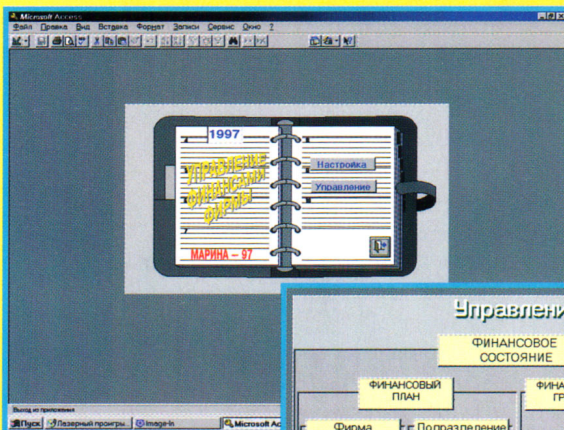 Microsoft Access
Файл Правка Вид Вставка Формат Записи Сервис Окно ?
1997
УПРАВЛЕНИЕ
ФИНАНСАМИ
ФИРМЫ
МАРИНА – 97
Настройка
Управление
Выход из приложения
Пуск Лазерный проигры... Image-In Microsoft Ac
Управлени
ФИНАНСОВОЕ
СОСТОЯНИЕ
ФИНАНСОВЫЙ
ПЛАН
ФИНА
ГР
Фирма
Подразделение